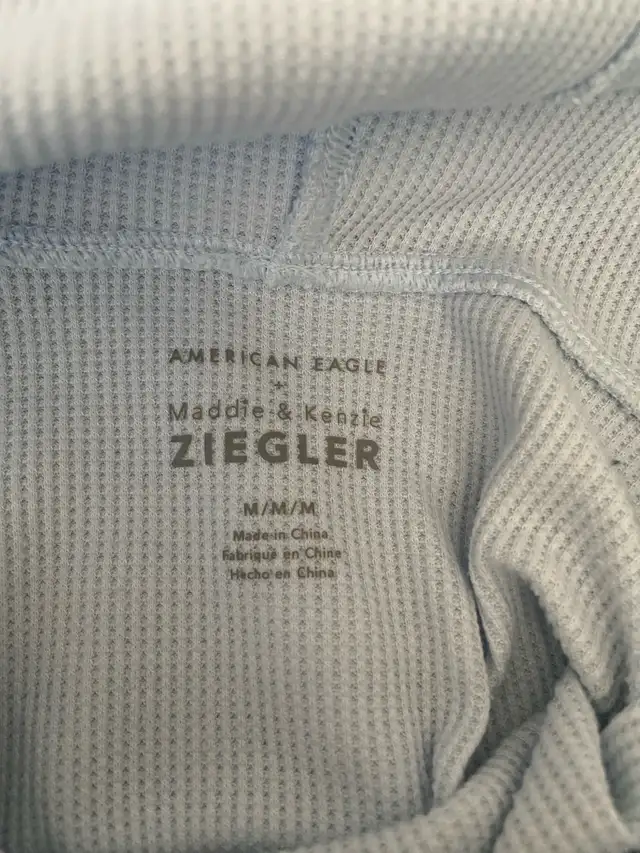 AMERICAN EAGLE
+
Maddie & Kenzie
ZIEGLER
M/M/M
Made in China
Fabriqué en Chine
Hecho en China